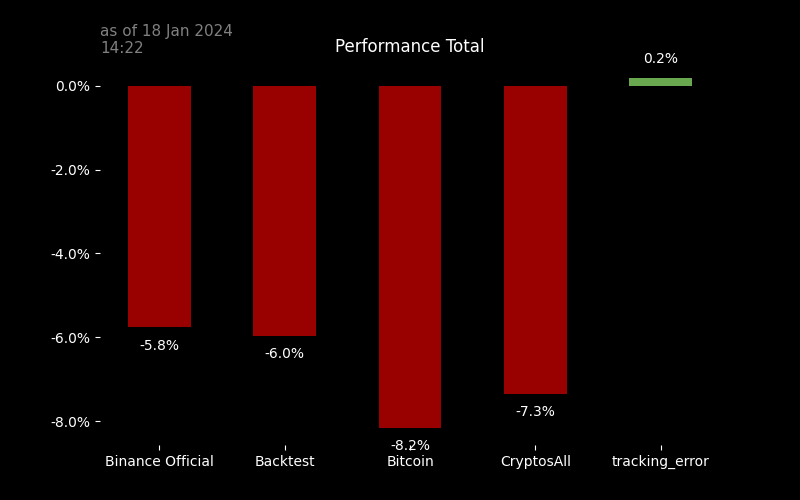 as of 18 Jan 2024
14:22
Performance Total
0.2%
0.0%
-2.0%
-4.0%
-6.0%
-8.0%
-5.8%
-6.0%
-8.2%
-7.3%
Binance Official
Backtest
Bitcoin
CryptosAll
tracking_error